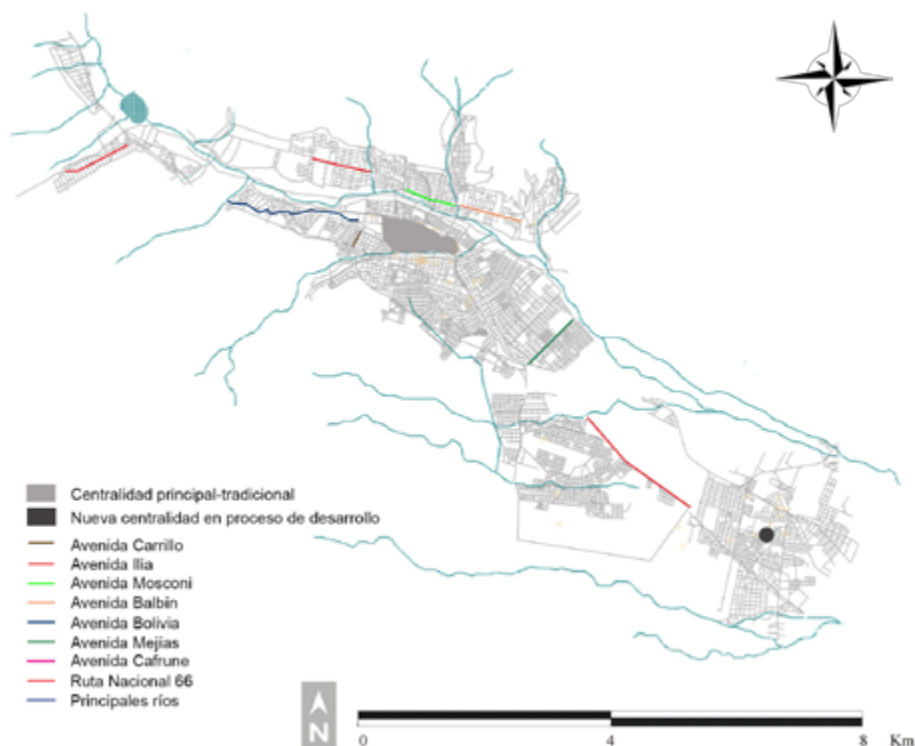 Centralidad principal-tradicional
Nueva centralidad en proceso de desarrollo
Avenida Carrillo
Avenida Ilia
Avenida Mosconi
Avenida Balbin
Avenida Bolivia
Avenida Mejías
Avenida Cafrune
Ruta Nacional 66
Principales ríos
N
0 4 8 Km